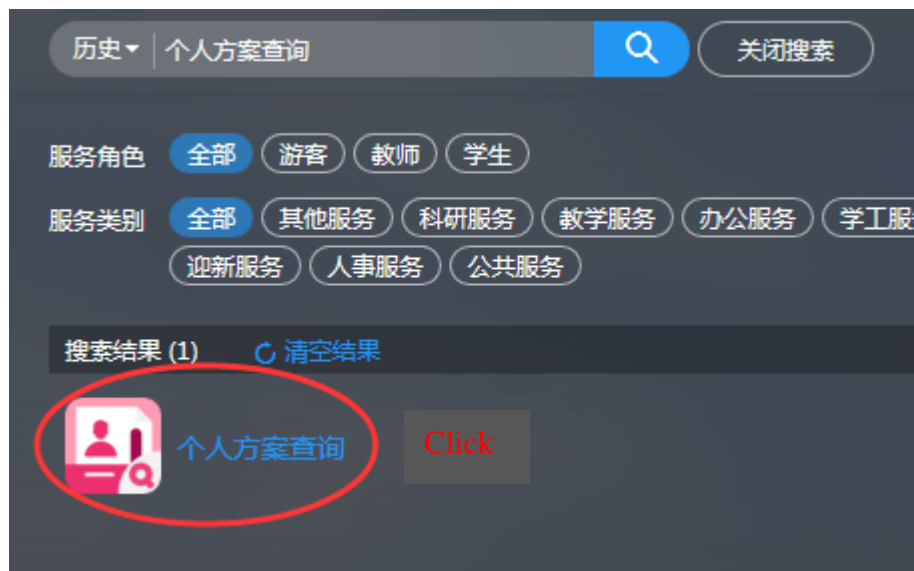 历史 个人方案查询 关闭搜索
服务角色 全部 游客 教师 学生
服务类别 全部 其他服务 科研服务 教学服务 办公服务 学工服
迎新服务 人事服务 公共服务
搜索结果 (1) 清空结果
个人方案查询 Click